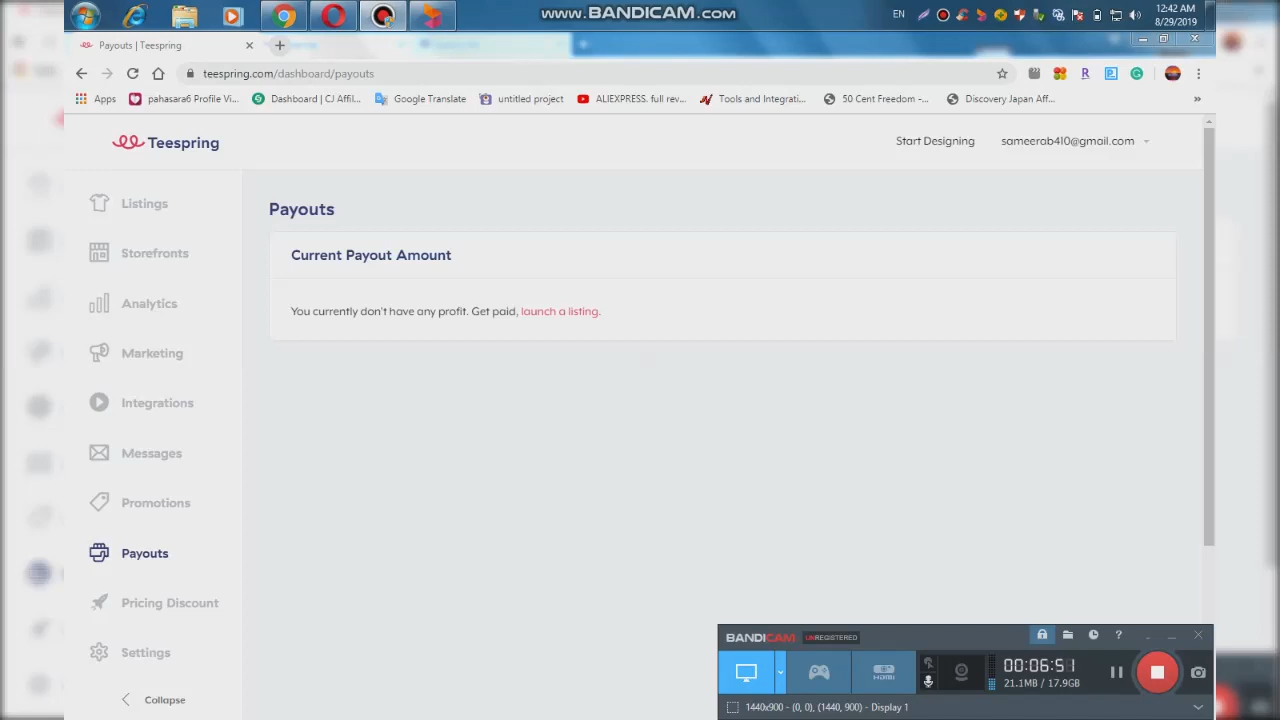 www.BANDICAM.com
EN
12:42 AM
8/29/2019
Payouts | Teespring
teespring.com/dashboard/payouts
Apps
pahasara6 Profile Vi...
Dashboard | CJ Affil...
Google Translate
untitled project
ALIEXPRESS. full rev...
Tools and Integrati...
50 Cent Freedom -...
Discovery Japan Aff...
»
Teespring
Start Designing
sameerab410@gmail.com
Listings
Storefronts
Analytics
Marketing
Integrations
Messages
Promotions
Payouts
Pricing Discount
Settings
Collapse
Payouts
Current Payout Amount
You currently don't have any profit. Get paid, launch a listing.
BANDICAM UNREGISTERED
HDMI
00:06:51
21.1MB / 17.9GB
1440x900 - (0, 0), (1440, 900) - Display 1